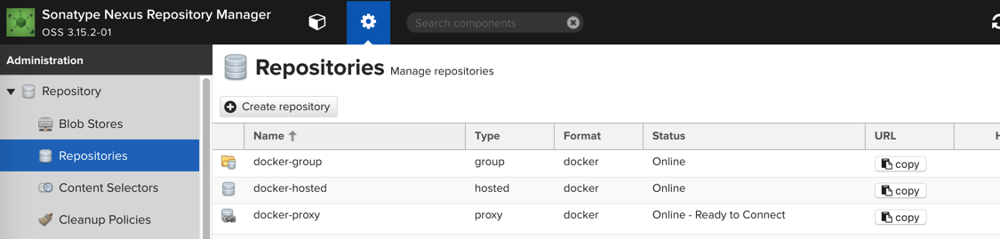 Sonatype Nexus Repository Manager
OSS 3.15.2-01
Search components
Administration
Repository
Blob Stores
Repositories
Content Selectors
Cleanup Policies
Repositories Manage repositories
Create repository
Name Type Format Status URL H
docker-group group docker Online copy
docker-hosted hosted docker Online copy
docker-proxy proxy docker Online - Ready to Connect copy